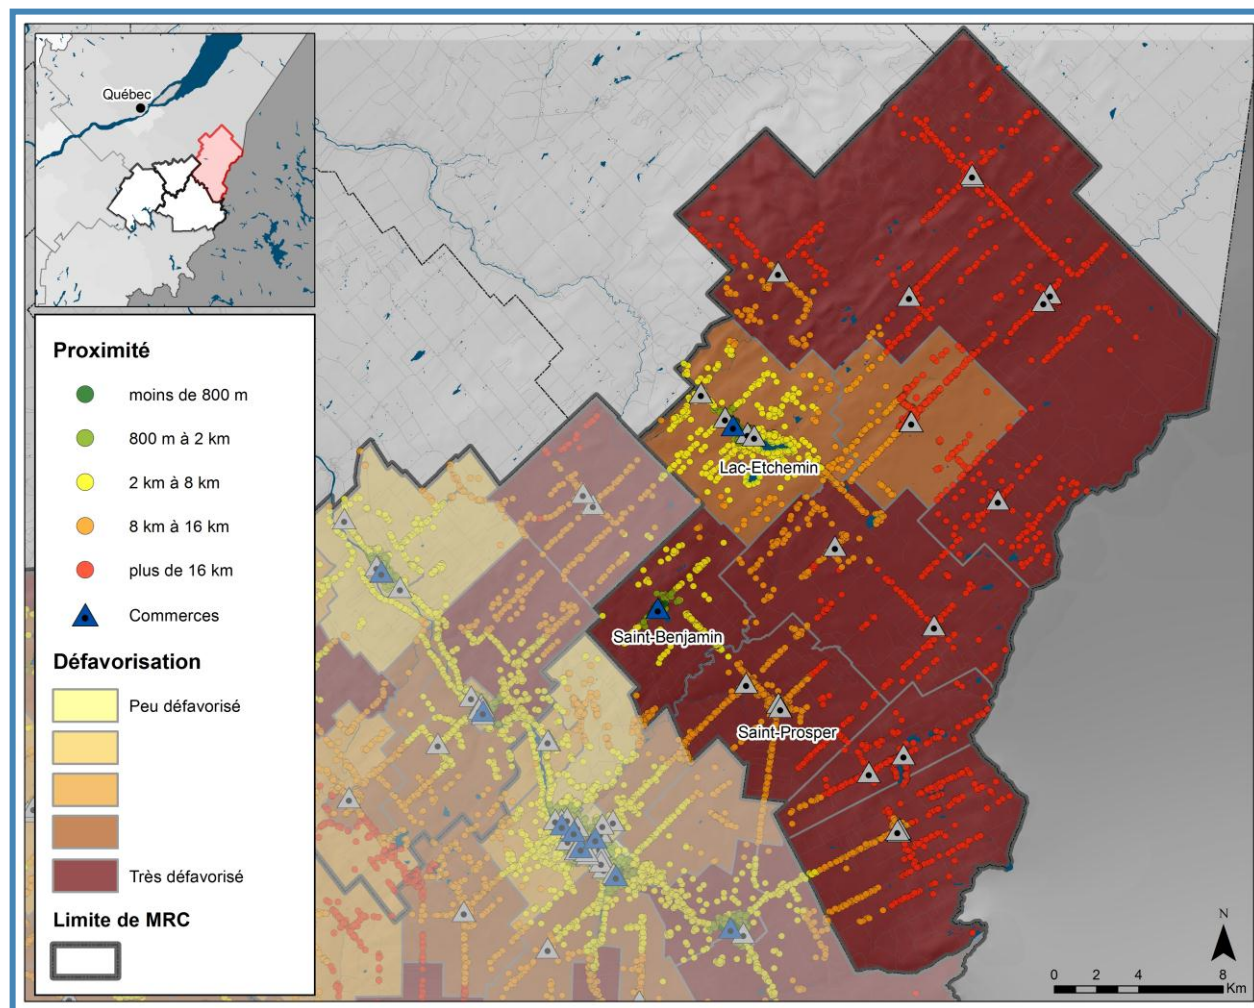 Québec
Proximité
moins de 800 m
800 m à 2 km
2 km à 8 km
8 km à 16 km
plus de 16 km
Commerces
Défavorisation
Peu défavorisé
Très défavorisé
Limite de MRC
Lac-Etchemin
Saint-Benjamin
Saint-Prosper
N
0 2 4 8
Km